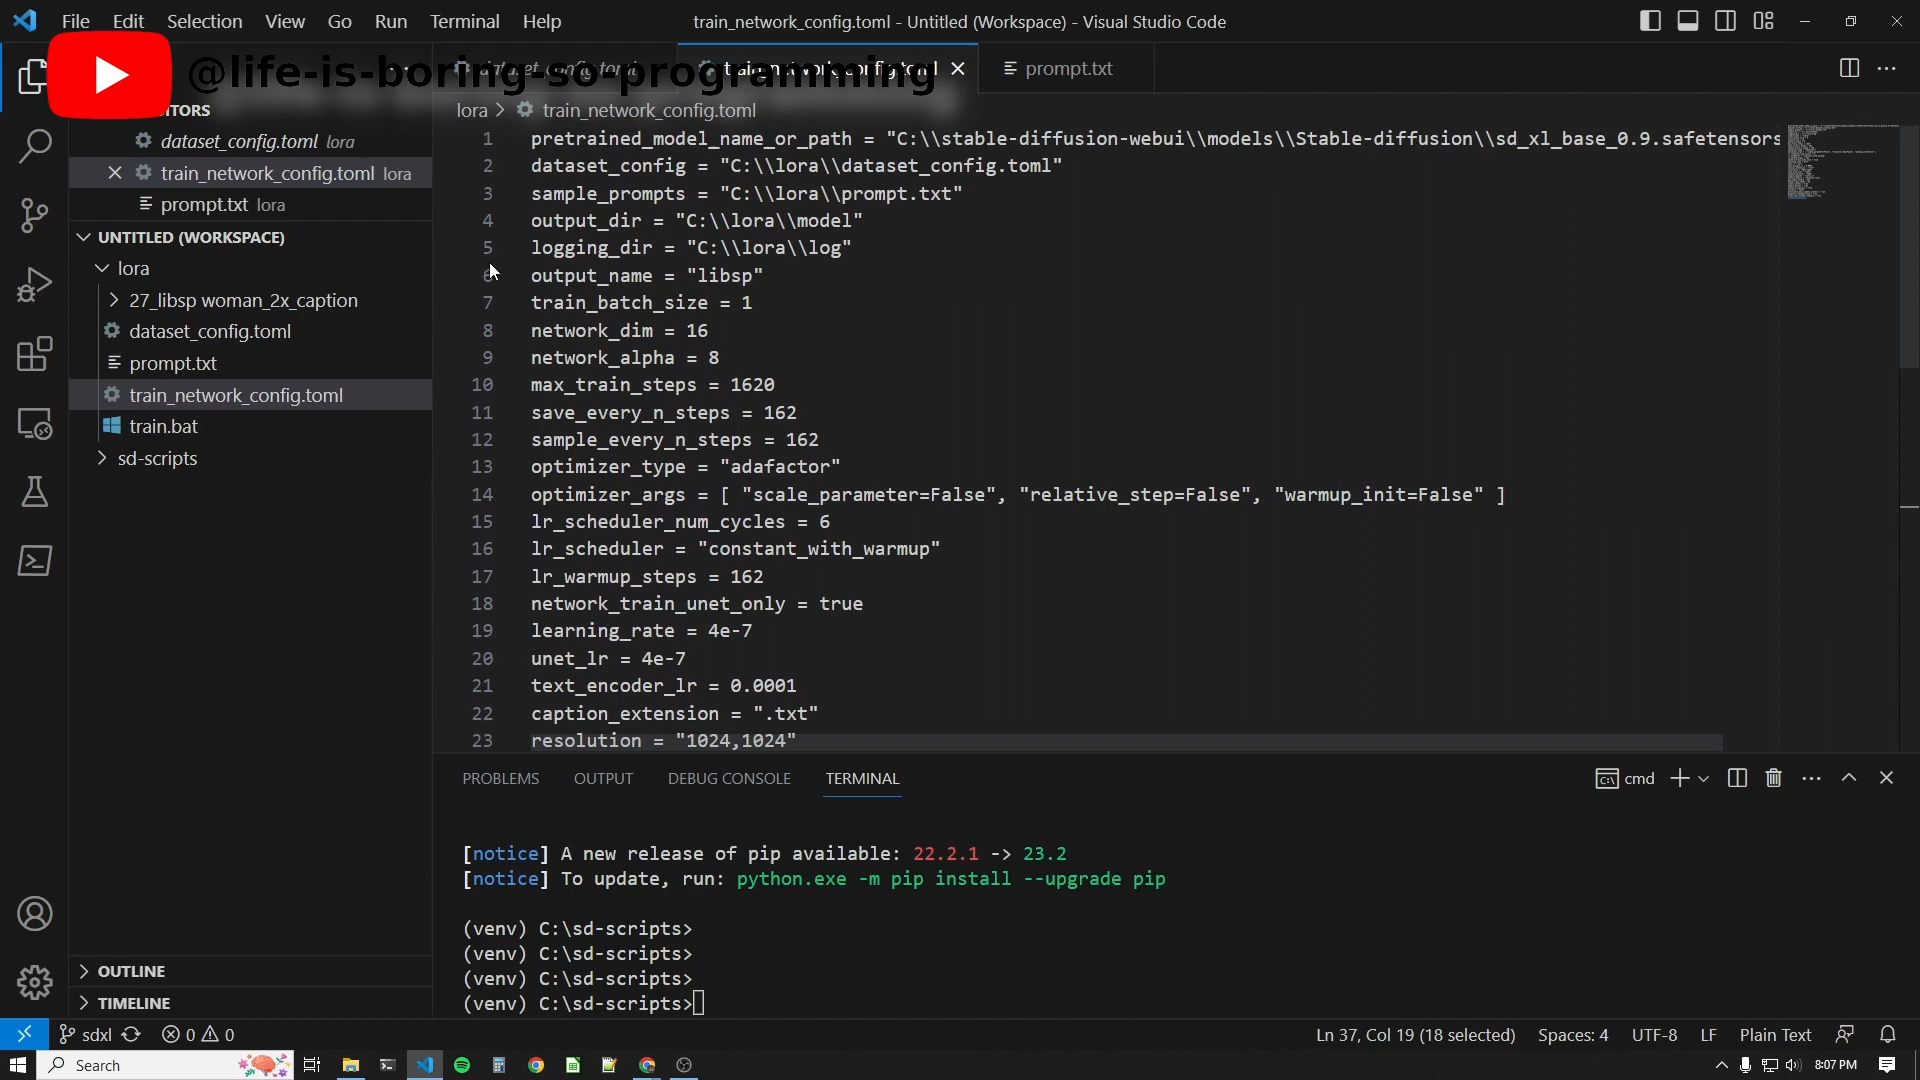 File Edit Selection View Go Run Terminal Help
train_network_config.toml - Untitled (Workspace) - Visual Studio Code
@life-is-boring-so-programming
dataset_config.toml
train_network_config.toml
prompt.txt
lora > train_network_config.toml
dataset_config.toml lora
train_network_config.toml lora
prompt.txt lora
UNTITLED (WORKSPACE)
lora
27_libsp woman_2x_caption
dataset_config.toml
prompt.txt
train_network_config.toml
train.bat
sd-scripts
OUTLINE
TIMELINE
1 pretrained_model_name_or_path = "C:\\stable-diffusion-webui\\models\\Stable-diffusion\\sd_xl_base_0.9.safetensors
2 dataset_config = "C:\\lora\\dataset_config.toml"
3 sample_prompts = "C:\\lora\\prompt.txt"
4 output_dir = "C:\\lora\\model"
5 logging_dir = "C:\\lora\\log"
6 output_name = "libsp"
7 train_batch_size = 1
8 network_dim = 16
9 network_alpha = 8
10 max_train_steps = 1620
11 save_every_n_steps = 162
12 sample_every_n_steps = 162
13 optimizer_type = "adafactor"
14 optimizer_args = [ "scale_parameter=False", "relative_step=False", "warmup_init=False" ]
15 lr_scheduler_num_cycles = 6
16 lr_scheduler = "constant_with_warmup"
17 lr_warmup_steps = 162
18 network_train_unet_only = true
19 learning_rate = 4e-7
20 unet_lr = 4e-7
21 text_encoder_lr = 0.0001
22 caption_extension = ".txt"
23 resolution = "1024,1024"
PROBLEMS OUTPUT DEBUG CONSOLE TERMINAL
cmd
[notice] A new release of pip available: 22.2.1 -> 23.2
[notice] To update, run: python.exe -m pip install --upgrade pip
(venv) C:\sd-scripts>
(venv) C:\sd-scripts>
(venv) C:\sd-scripts>
(venv) C:\sd-scripts>
sdxl 0 0
Ln 37, Col 19 (18 selected) Spaces: 4 UTF-8 LF Plain Text
Search
8:07 PM